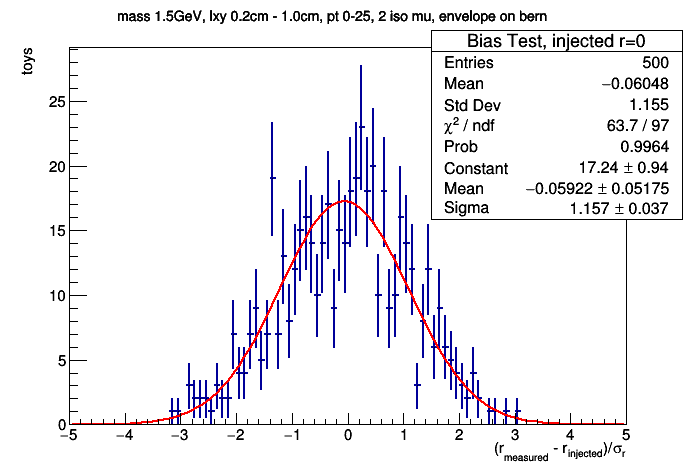 mass 1.5GeV, lxy 0.2cm - 1.0cm, pt 0-25, 2 iso mu, envelope on bern
Bias Test, injected r=0
Entries 500
Mean −0.06048
Std Dev 1.155
χ² / ndf 63.7 / 97
Prob 0.9964
Constant 17.24 ± 0.94
Mean −0.05922 ± 0.05175
Sigma 1.157 ± 0.037
toys
25
20
15
10
5
0
−5 −4 −3 −2 −1 0 1 2 3 4 5
(r_measured - r_injected)/σ_r